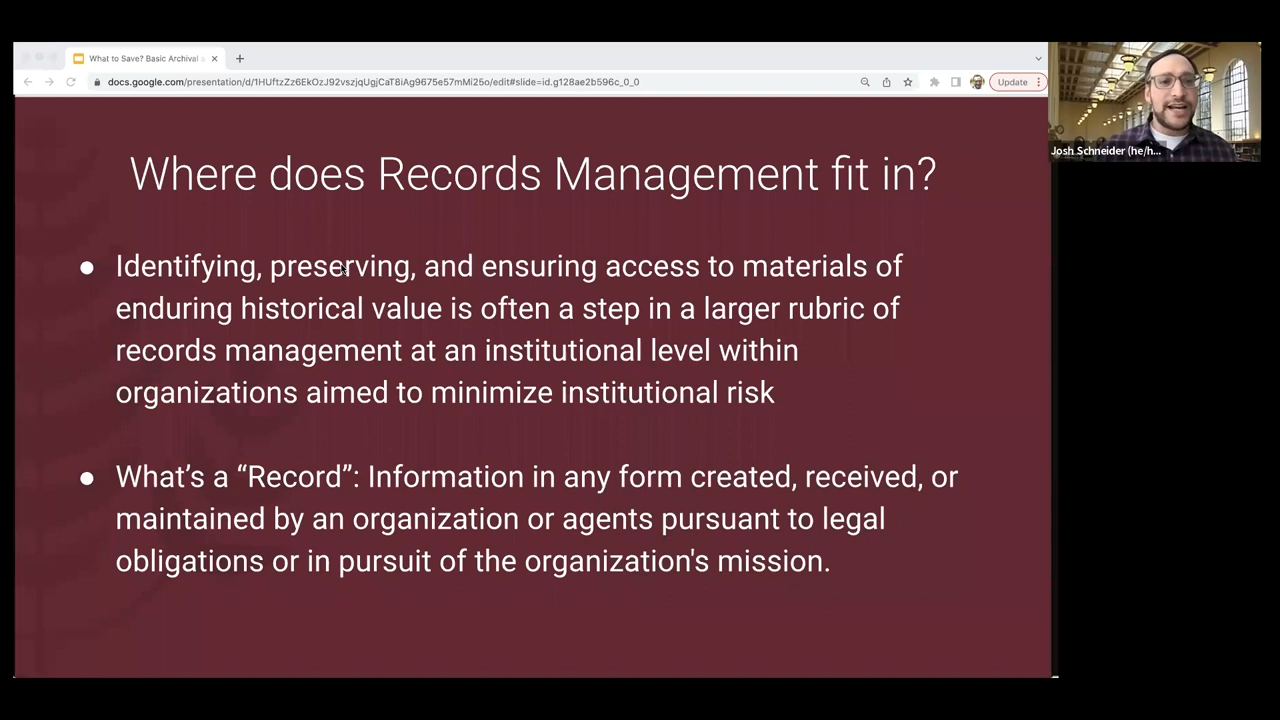 What to Save? Basic Archival
docs.google.com/presentation/d/1HUftzZz6EkOzJ92vszjqUgjCaT8iAg9675e57mMi25o/edit#slide=id.g128ae2b596c_0_0
Update
Josh Schneider (he/h...
Where does Records Management fit in?
● Identifying, preserving, and ensuring access to materials of
enduring historical value is often a step in a larger rubric of
records management at an institutional level within
organizations aimed to minimize institutional risk
● What’s a “Record”: Information in any form created, received, or
maintained by an organization or agents pursuant to legal
obligations or in pursuit of the organization's mission.